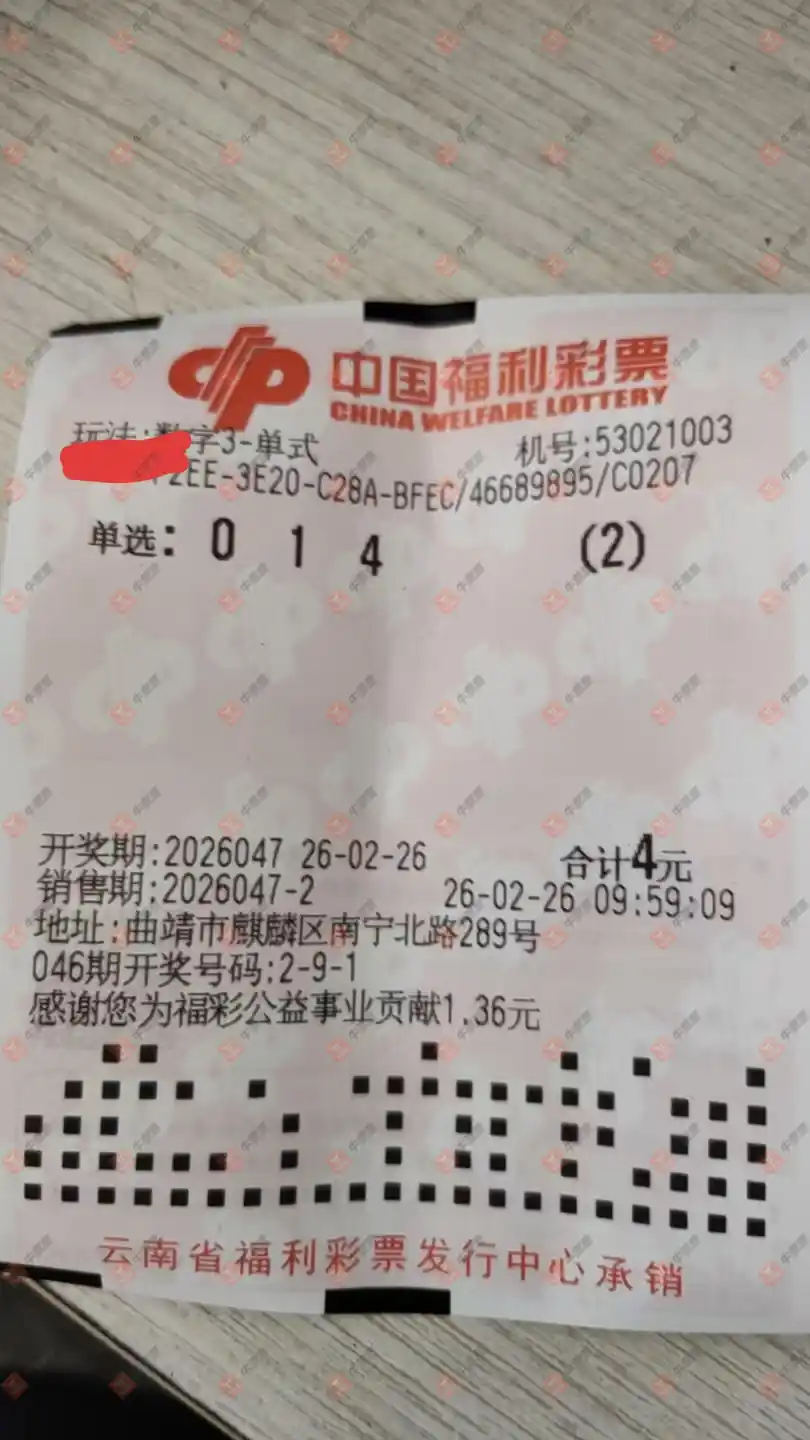 中国福利彩票
CHINA WELFARE LOTTERY
玩法:数字3-单式
机号:53021003
2EE-3E20-C28A-BFEC/46689895/C0207
单选: 0 1 4 (2)
开奖期:2026047 26-02-26 合计4元
销售期:2026047-2 26-02-26 09:59:09
地址:曲靖市麒麟区南宁北路289号
046期开奖号码:2-9-1
感谢您为福彩公益事业贡献1.36元
云南省福利彩票发行中心承销